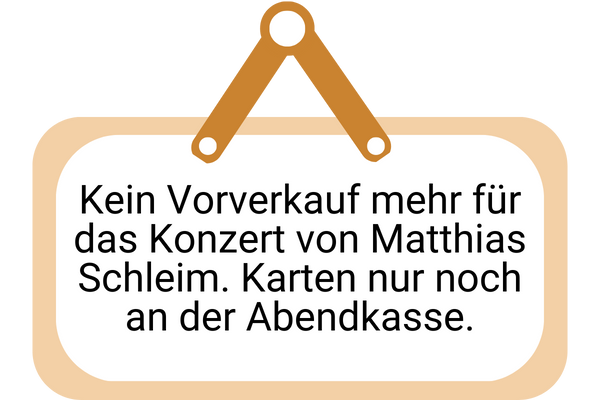 Kein Vorverkauf mehr für
das Konzert von Matthias
Schleim. Karten nur noch
an der Abendkasse.